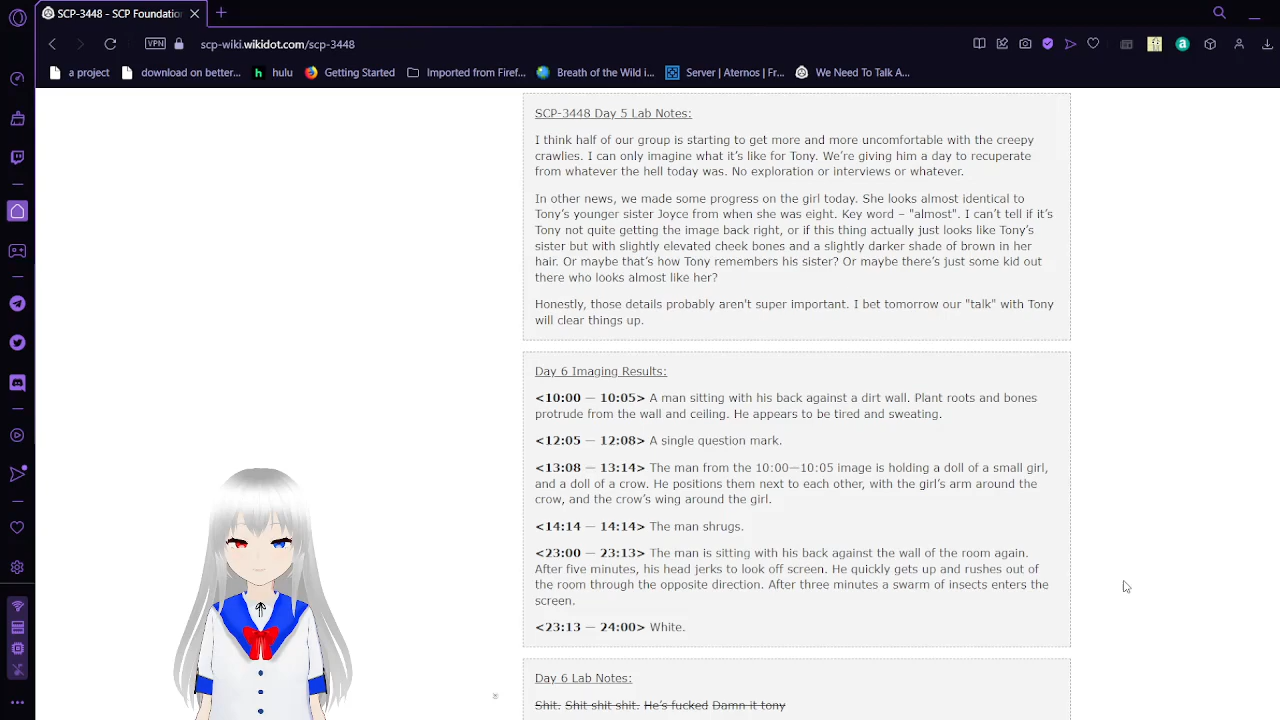 SCP-3448 - SCP Foundatio
VPN
scp-wiki.wikidot.com/scp-3448
a project
download on better...
hulu
Getting Started
Imported from Firef...
Breath of the Wild i...
Server | Aternos | Fr...
We Need To Talk A...
SCP-3448 Day 5 Lab Notes:
I think half of our group is starting to get more and more uncomfortable with the creepy
crawlies. I can only imagine what it's like for Tony. We're giving him a day to recuperate
from whatever the hell today was. No exploration or interviews or whatever.
In other news, we made some progress on the girl today. She looks almost identical to
Tony's younger sister Joyce from when she was eight. Key word – "almost". I can't tell if it's
Tony not quite getting the image back right, or if this thing actually just looks like Tony's
sister but with slightly elevated cheek bones and a slightly darker shade of brown in her
hair. Or maybe that's how Tony remembers his sister? Or maybe there's just some kid out
there who looks almost like her?
Honestly, those details probably aren't super important. I bet tomorrow our "talk" with Tony
will clear things up.
Day 6 Imaging Results:
<10:00 — 10:05> A man sitting with his back against a dirt wall. Plant roots and bones
protrude from the wall and ceiling. He appears to be tired and sweating.
<12:05 — 12:08> A single question mark.
<13:08 — 13:14> The man from the 10:00—10:05 image is holding a doll of a small girl,
and a doll of a crow. He positions them next to each other, with the girl's arm around the
crow, and the crow's wing around the girl.
<14:14 — 14:14> The man shrugs.
<23:00 — 23:13> The man is sitting with his back against the wall of the room again.
After five minutes, his head jerks to look off screen. He quickly gets up and rushes out of
the room through the opposite direction. After three minutes a swarm of insects enters the
screen.
<23:13 — 24:00> White.
Day 6 Lab Notes:
Shit. Shit shit shit. He's fucked Damn it tony